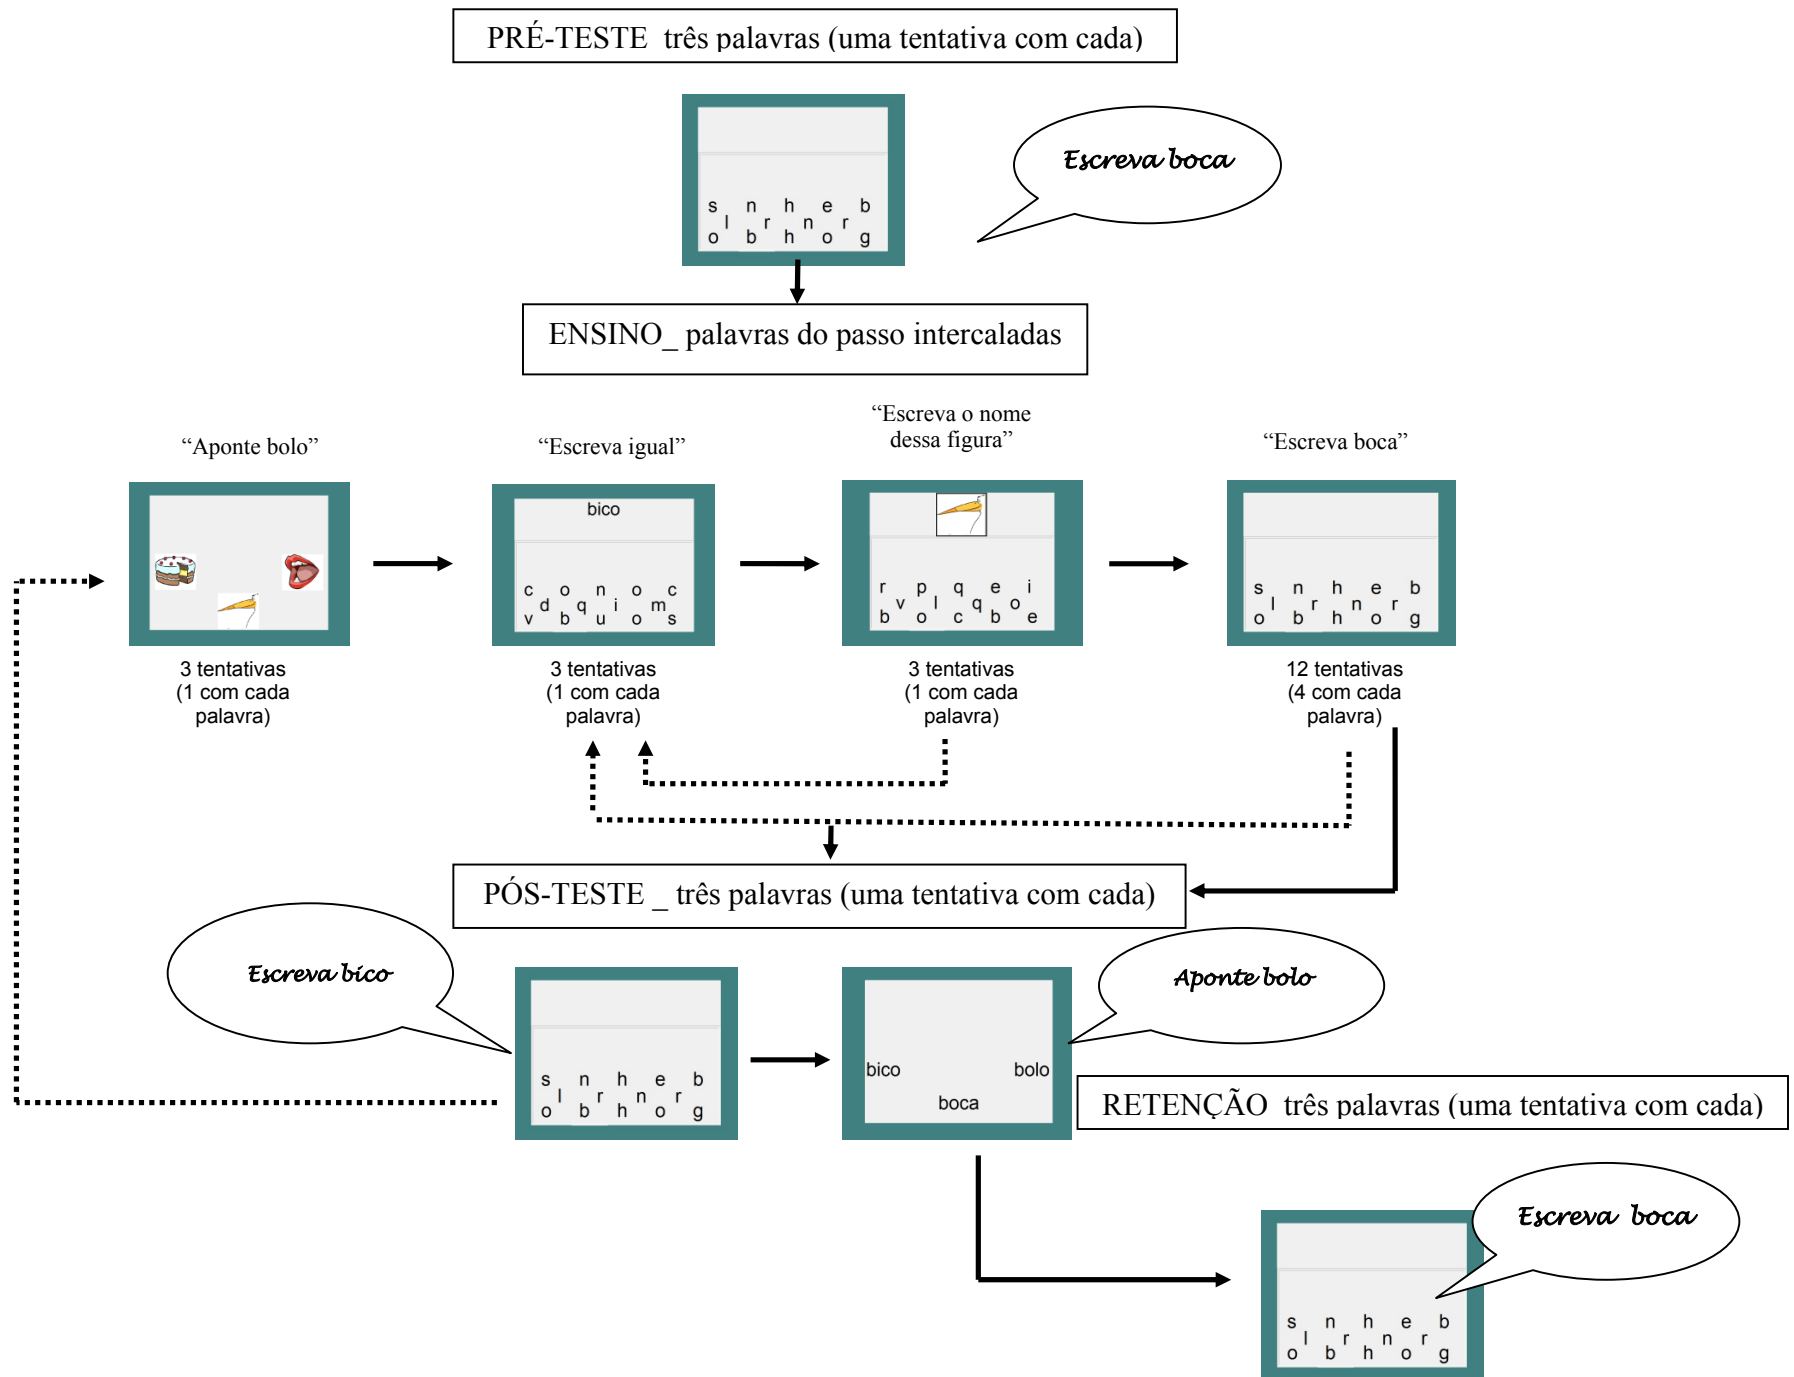 PRÉ-TESTE três palavras (uma tentativa com cada)
Escreva boca
s n h e b
l r n r
o b h o g
ENSINO_ palavras do passo intercaladas
“Aponte bolo”
“Escreva igual”
“Escreva o nome
dessa figura”
“Escreva boca”
bico
c o n o c
d q i m
v b u o s
r p q e i
v l q o
b o c b e
s n h e b
l r n r
o b h o g
3 tentativas
(1 com cada
palavra)
3 tentativas
(1 com cada
palavra)
3 tentativas
(1 com cada
palavra)
12 tentativas
(4 com cada
palavra)
PÓS-TESTE _ três palavras (uma tentativa com cada)
Escreva bico
s n h e b
l r n r
o b h o g
Aponte bolo
bico bolo
boca
RETENÇÃO três palavras (uma tentativa com cada)
Escreva boca
s n h e b
l r n r
o b h o g